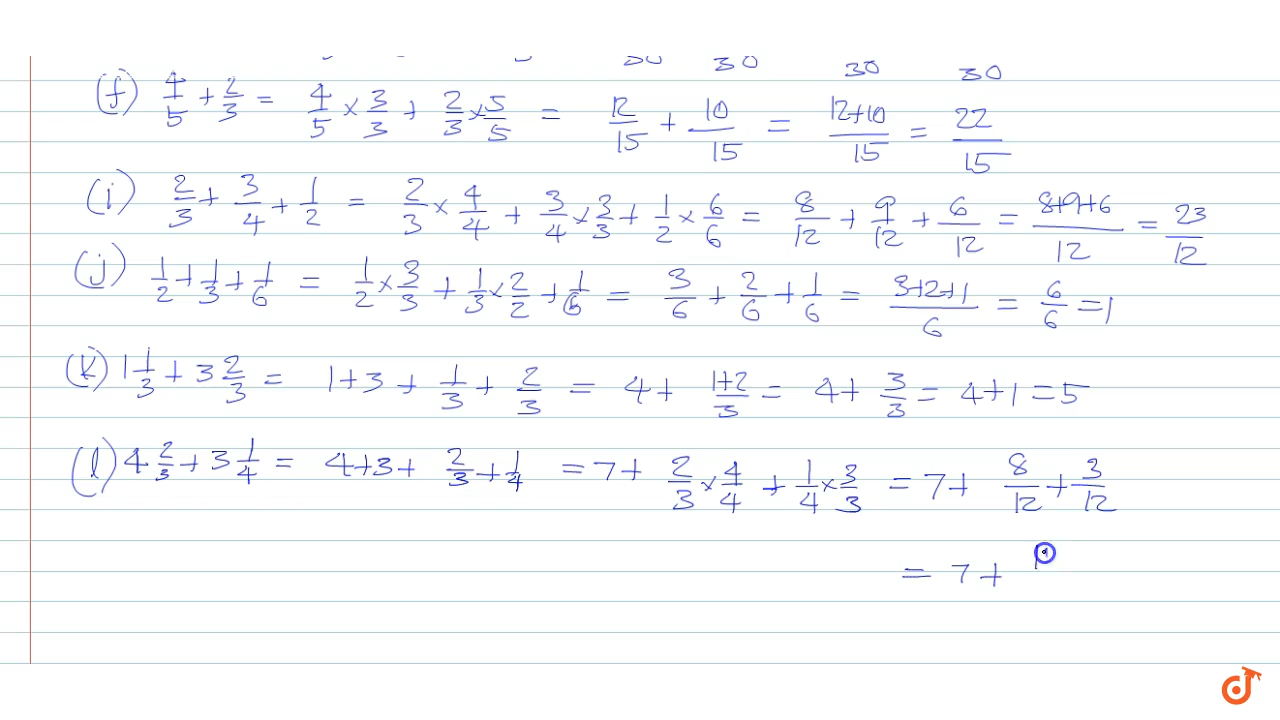 30 30 30 30
(f) 4/5 + 2/3 = 4/5 × 3/3 + 2/3 × 5/5 = 12/15 + 10/15 = 12+10/15 = 22/15
(i) 2/3 + 3/4 + 1/2 = 2/3 × 4/4 + 3/4 × 3/3 + 1/2 × 6/6 = 8/12 + 9/12 + 6/12 = 8+9+6/12 = 23/12
(j) 1/2 + 1/3 + 1/6 = 1/2 × 3/3 + 1/3 × 2/2 + 1/6 = 3/6 + 2/6 + 1/6 = 3+2+1/6 = 6/6 = 1
(k) 1 1/3 + 3 2/3 = 1+3 + 1/3 + 2/3 = 4 + 1+2/3 = 4 + 3/3 = 4+1 = 5
(l) 4 2/3 + 3 1/4 = 4+3 + 2/3 + 1/4 = 7 + 2/3 × 4/4 + 1/4 × 3/3 = 7 + 8/12 + 3/12
= 7 +